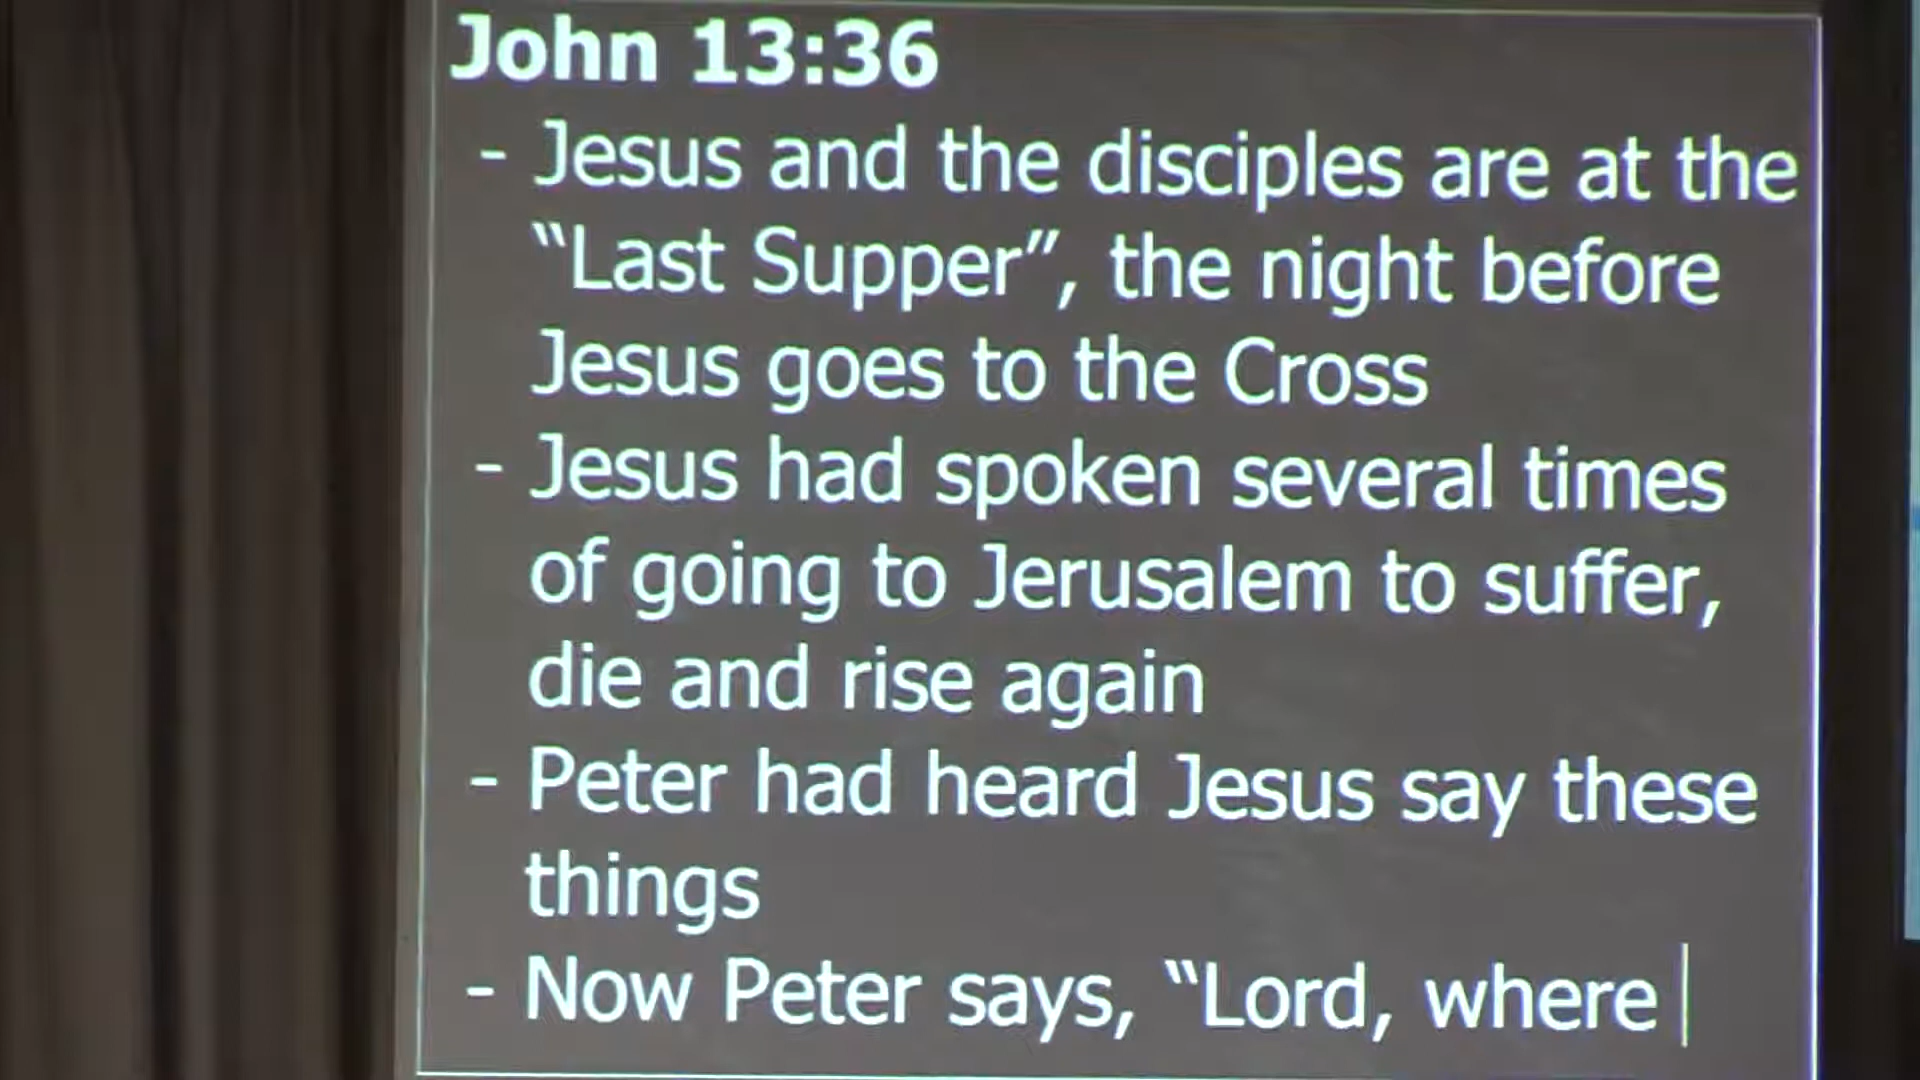 John 13:36
- Jesus and the disciples are at the
“Last Supper”, the night before
Jesus goes to the Cross
- Jesus had spoken several times
of going to Jerusalem to suffer,
die and rise again
- Peter had heard Jesus say these
things
- Now Peter says, “Lord, where